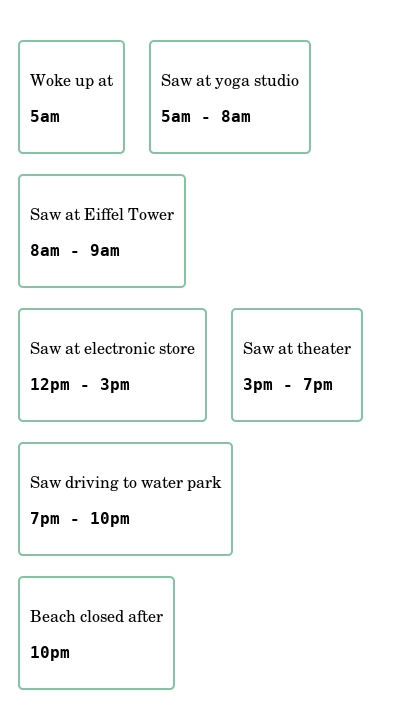 Woke up at
5am
Saw at yoga studio
5am - 8am
Saw at Eiffel Tower
8am - 9am
Saw at electronic store
12pm - 3pm
Saw at theater
3pm - 7pm
Saw driving to water park
7pm - 10pm
Beach closed after
10pm